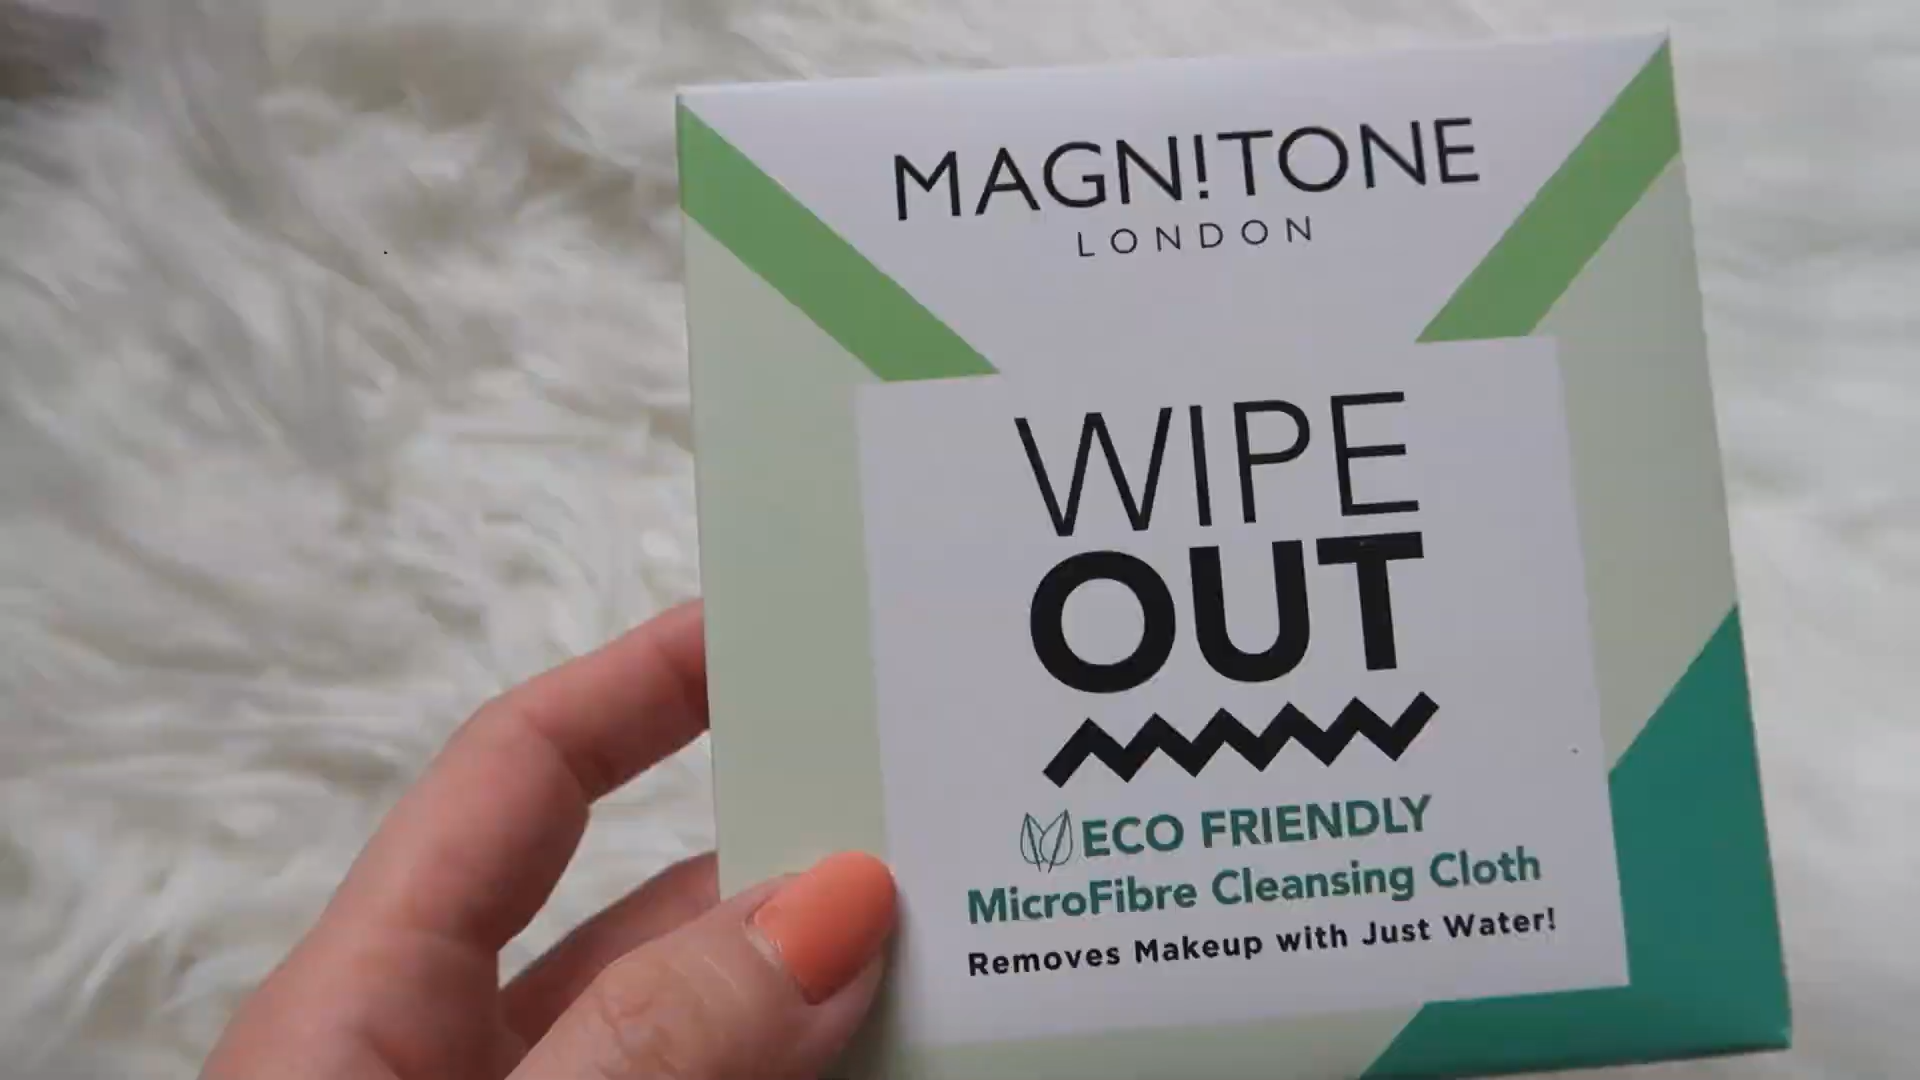 MAGN!TONE
LONDON
WIPE
OUT
ECO FRIENDLY
MicroFibre Cleansing Cloth
Removes Makeup with Just Water!